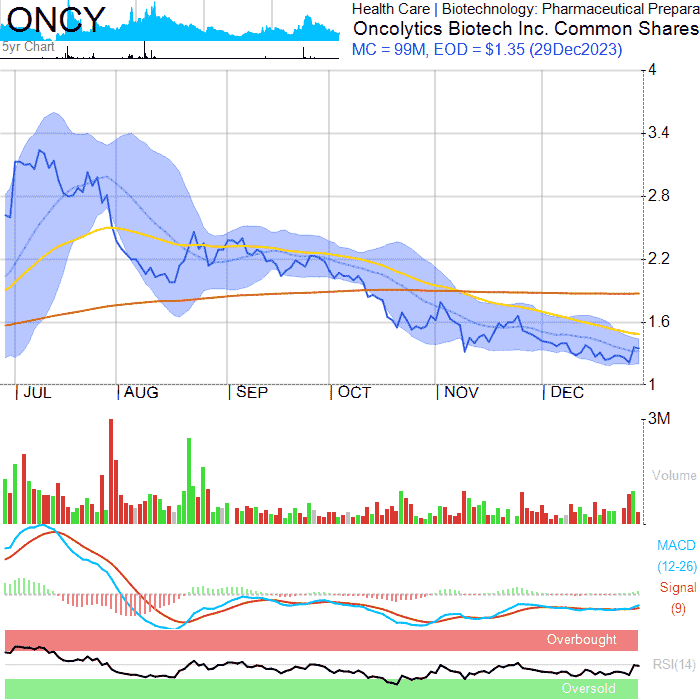 ONCY
5yr Chart
Health Care | Biotechnology: Pharmaceutical Prepara
Oncolytics Biotech Inc. Common Shares
MC = 99M, EOD = $1.35 (29Dec2023)
4
3.4
2.8
2.2
1.6
1
JUL
AUG
SEP
OCT
NOV
DEC
3M
Volume
MACD
(12-26)
Signal
(9)
Overbought
RSI(14)
Oversold